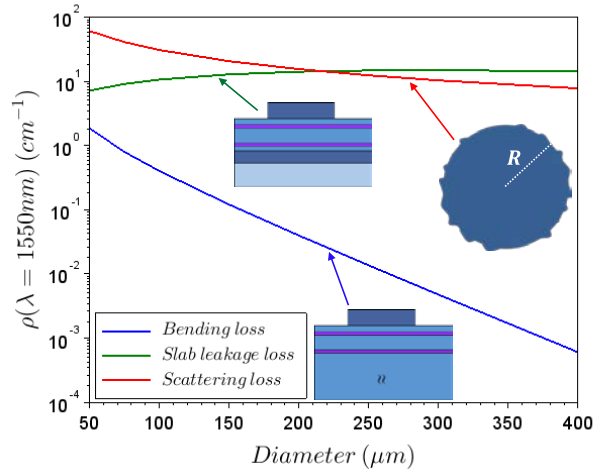 10^2
10^1
10^0
10^-1
10^-2
10^-3
10^-4
ρ(λ = 1550nm) (cm^-1)
R
n
Bending loss
Slab leakage loss
Scattering loss
50 100 150 200 250 300 350 400
Diameter (μm)